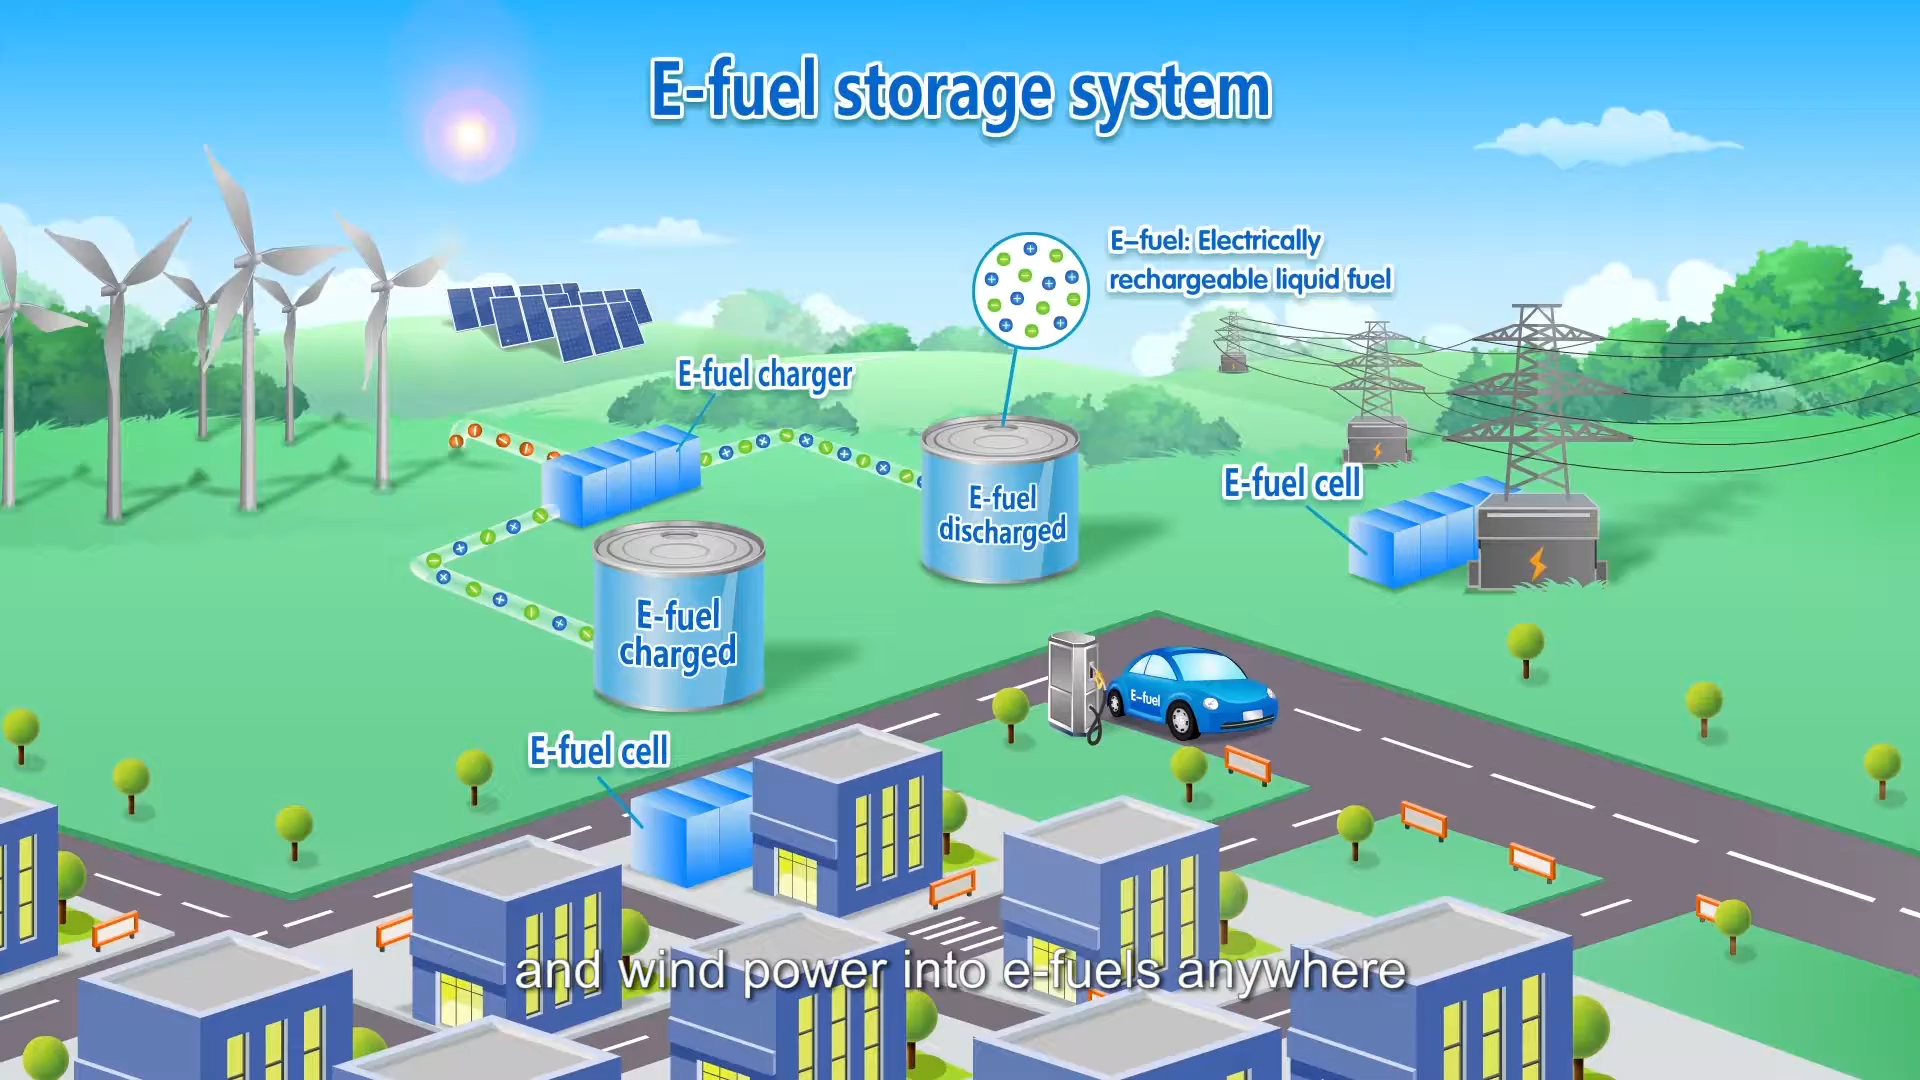 E-fuel storage system
E-fuel: Electrically
rechargeable liquid fuel
E-fuel charger
E-fuel cell
E-fuel
discharged
E-fuel
charged
E-fuel
E-fuel cell
and wind power into e-fuels anywhere